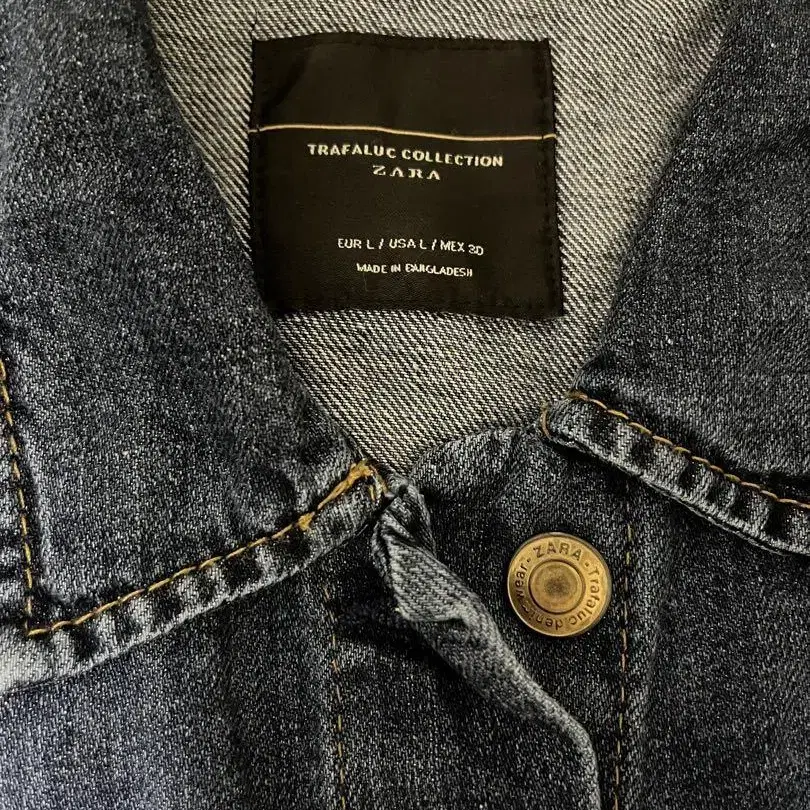 TRAFALUC COLLECTION
ZARA
EUR L / USA L / MEX 30
MADE IN BANGLADESH
- ZARA - Trafaluc denim wear